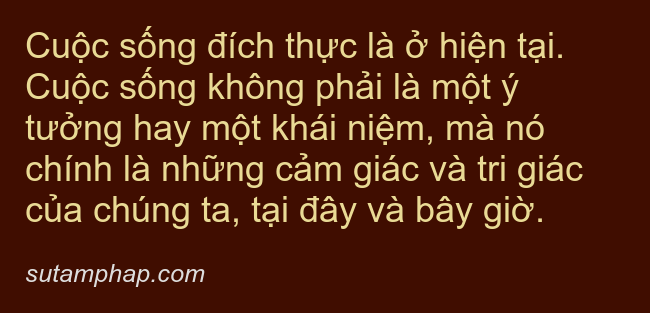 Cuộc sống đích thực là ở hiện tại.
Cuộc sống không phải là một ý
tưởng hay một khái niệm, mà nó
chính là những cảm giác và tri giác
của chúng ta, tại đây và bây giờ.
sutamphap.com